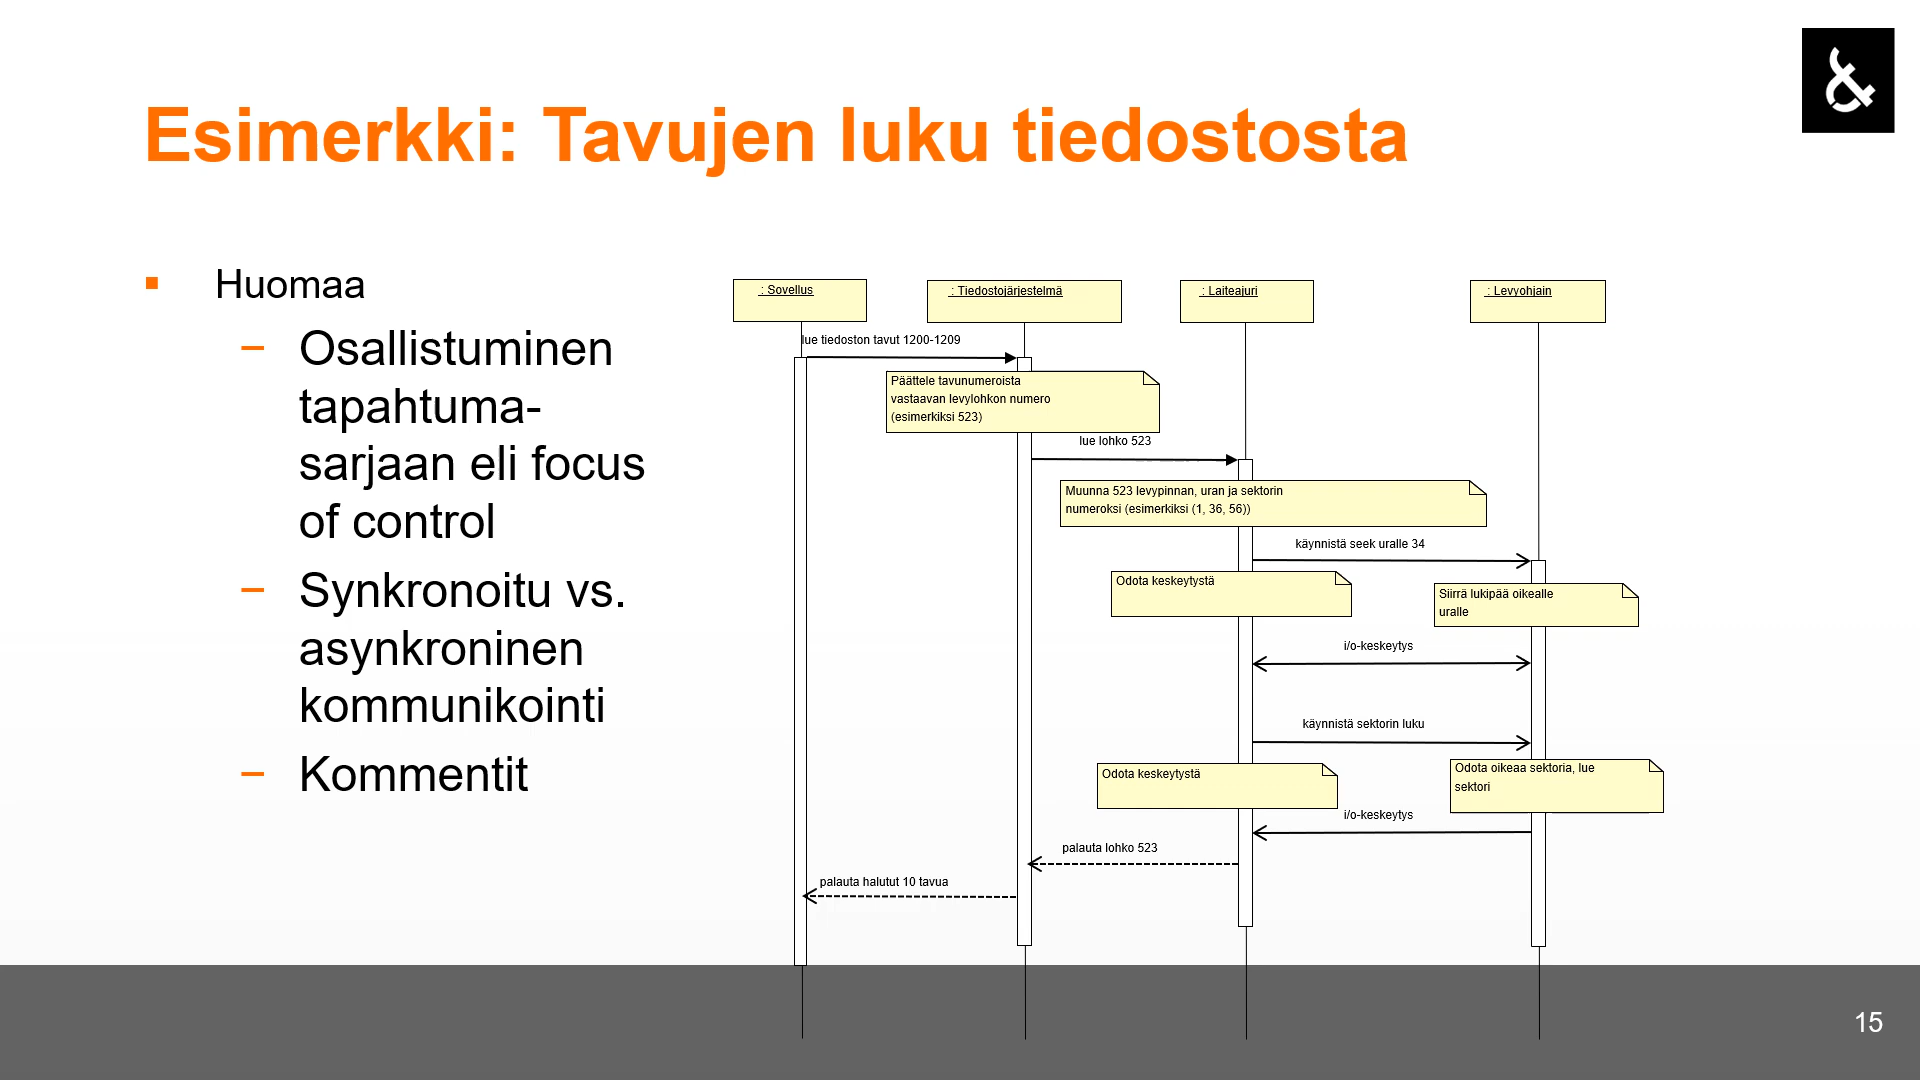 &
Esimerkki: Tavujen luku tiedostosta
Huomaa
– Osallistuminen
tapahtuma-
sarjaan eli focus
of control
– Synkronoitu vs.
asynkroninen
kommunikointi
– Kommentit
: Sovellus
: Tiedostojärjestelmä
: Laiteajuri
: Levyohjain
lue tiedoston tavut 1200-1209
Päättele tavunumeroista
vastaavan levylohkon numero
(esimerkiksi 523)
lue lohko 523
Muunna 523 levypinnan, uran ja sektorin
numeroksi (esimerkiksi (1, 36, 56))
käynnistä seek uralle 34
Odota keskeytystä
Siirrä lukipää oikealle
uralle
i/o-keskeytys
käynnistä sektorin luku
Odota keskeytystä
Odota oikeaa sektoria, lue
sektori
i/o-keskeytys
palauta lohko 523
palauta halutut 10 tavua
15